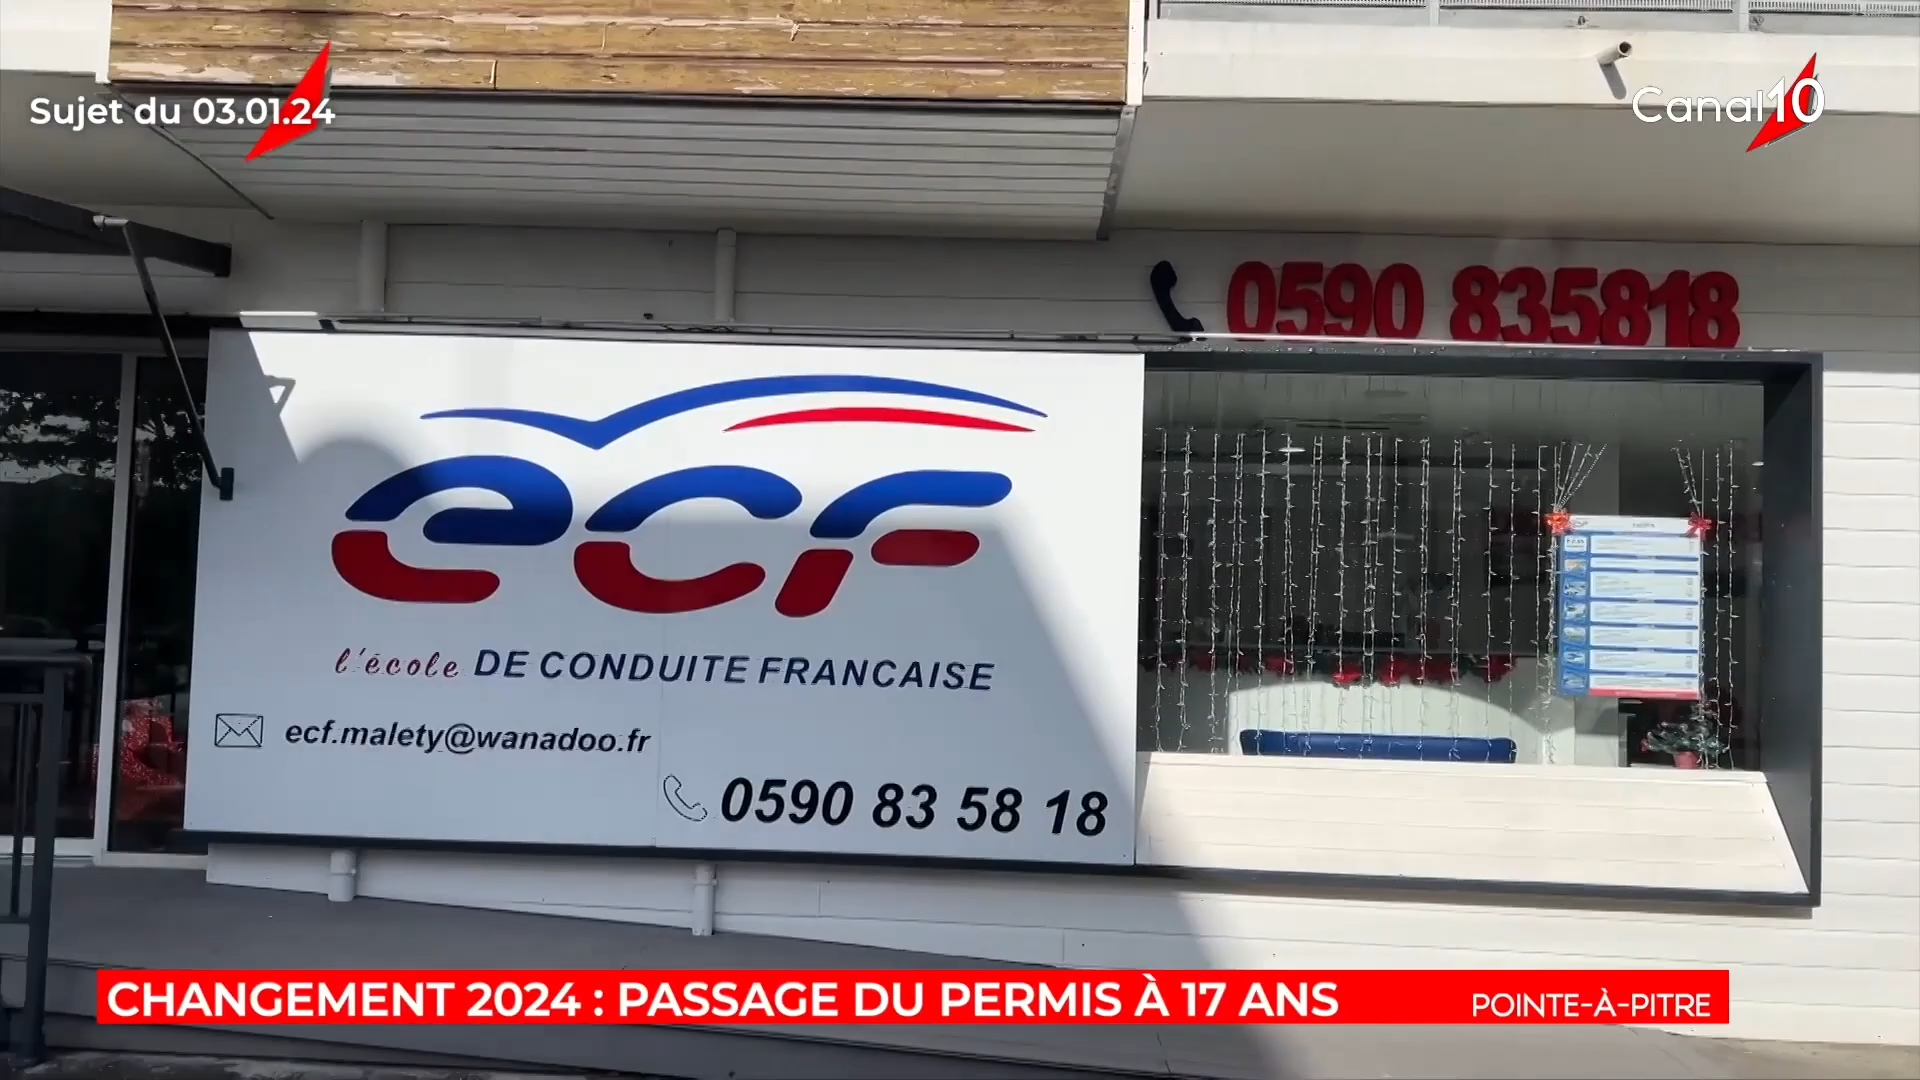 Sujet du 03.01.24
Canal10
0590 835818
ecf
l'école DE CONDUITE FRANCAISE
ecf.malety@wanadoo.fr
0590 83 58 18
CHANGEMENT 2024 : PASSAGE DU PERMIS À 17 ANS
POINTE-À-PITRE